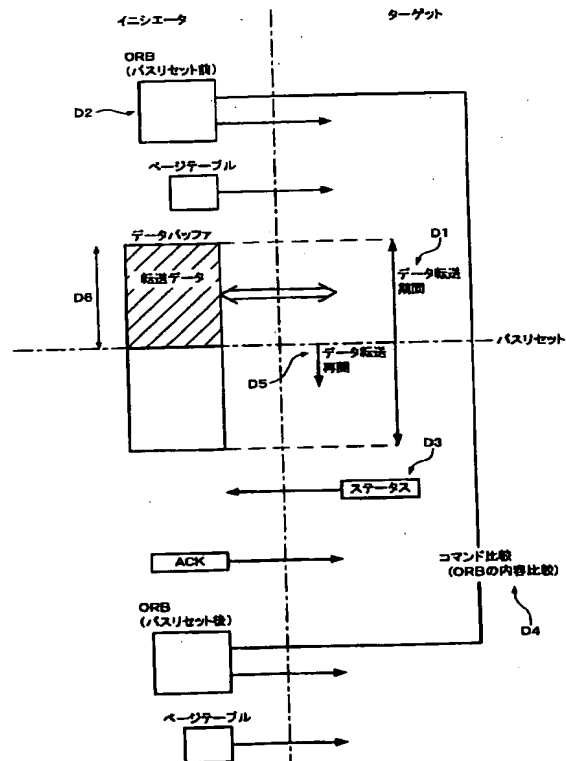 イニシエータ
ターゲット
ORB
(バスリセット前)
D2
ページテーブル
データバッファ
転送データ
D6
D1
データ転送
期間
バスリセット
データ転送
再開
D5
D3
ステータス
ACK
コマンド比較
(ORBの内容比較)
D4
ORB
(バスリセット後)
ページテーブル